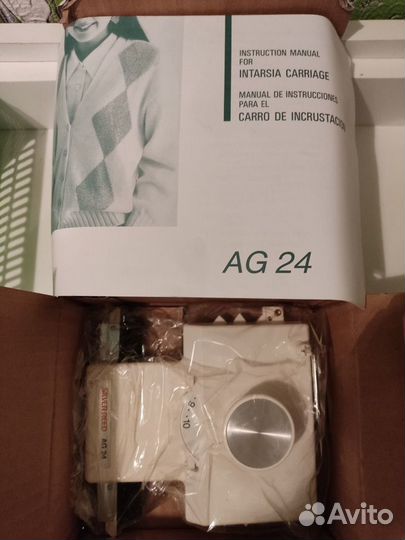 INSTRUCTION MANUAL
FOR
INTARSIA CARRIAGE
MANUAL DE INSTRUCCIONES
PARA EL
CARRO DE INCRUSTACION
AG 24
9 · 10
SILVER REED AG 24
Avito